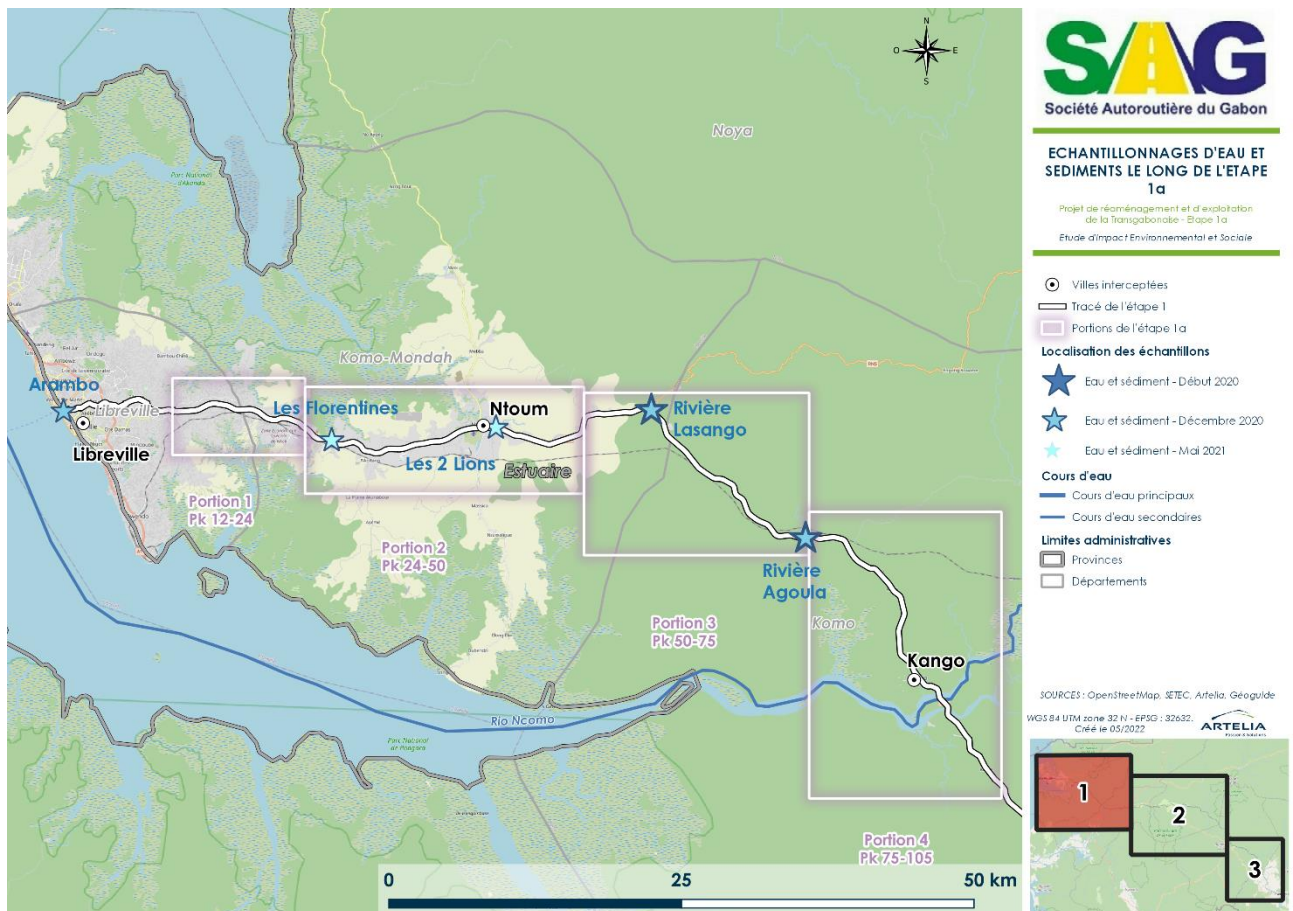 N
O
E
S
Noya
Parc National
d'Akanda
Komo-Mondah
Arambo
Libreville
Libreville
Les Florentines
Ntoum
Rivière
Lasango
Les 2 Lions
Estuaire
Portion 1
Pk 12-24
Portion 2
Pk 24-50
Rivière
Agoula
Portion 3
Pk 50-75
Komo
Kango
Rio Ncomo
Parc National
de Pongara
Portion 4
Pk 75-105
0
25
50 km
SAG
Société Autoroutière du Gabon
ECHANTILLONNAGES D'EAU ET
SEDIMENTS LE LONG DE L'ETAPE
1a
Projet de réaménagement et d'exploitation
de la Transgabonaise - Etape 1a
Etude d'Impact Environnemental et Sociale
Villes interceptées
Tracé de l'étape 1
Portions de l'étape 1a
Localisation des échantillons
Eau et sédiment - Début 2020
Eau et sédiment - Décembre 2020
Eau et sédiment - Mai 2021
Cours d'eau
Cours d'eau principaux
Cours d'eau secondaires
Limites administratives
Provinces
Départements
SOURCES : OpenStreetMap, SETEC, Artelia, Géoguide
WGS 84 UTM zone 32 N - EPSG : 32632.
Créé le 05/2022
ARTELIA
1
2
3